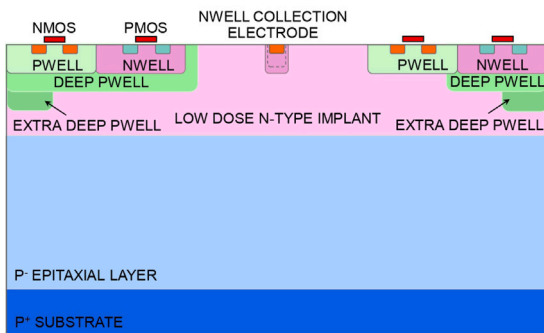 NMOS PMOS NWELL COLLECTION
ELECTRODE
PWELL NWELL PWELL NWELL
DEEP PWELL DEEP PWELL
EXTRA DEEP PWELL LOW DOSE N-TYPE IMPLANT EXTRA DEEP PWELL
P⁻ EPITAXIAL LAYER
P⁺ SUBSTRATE